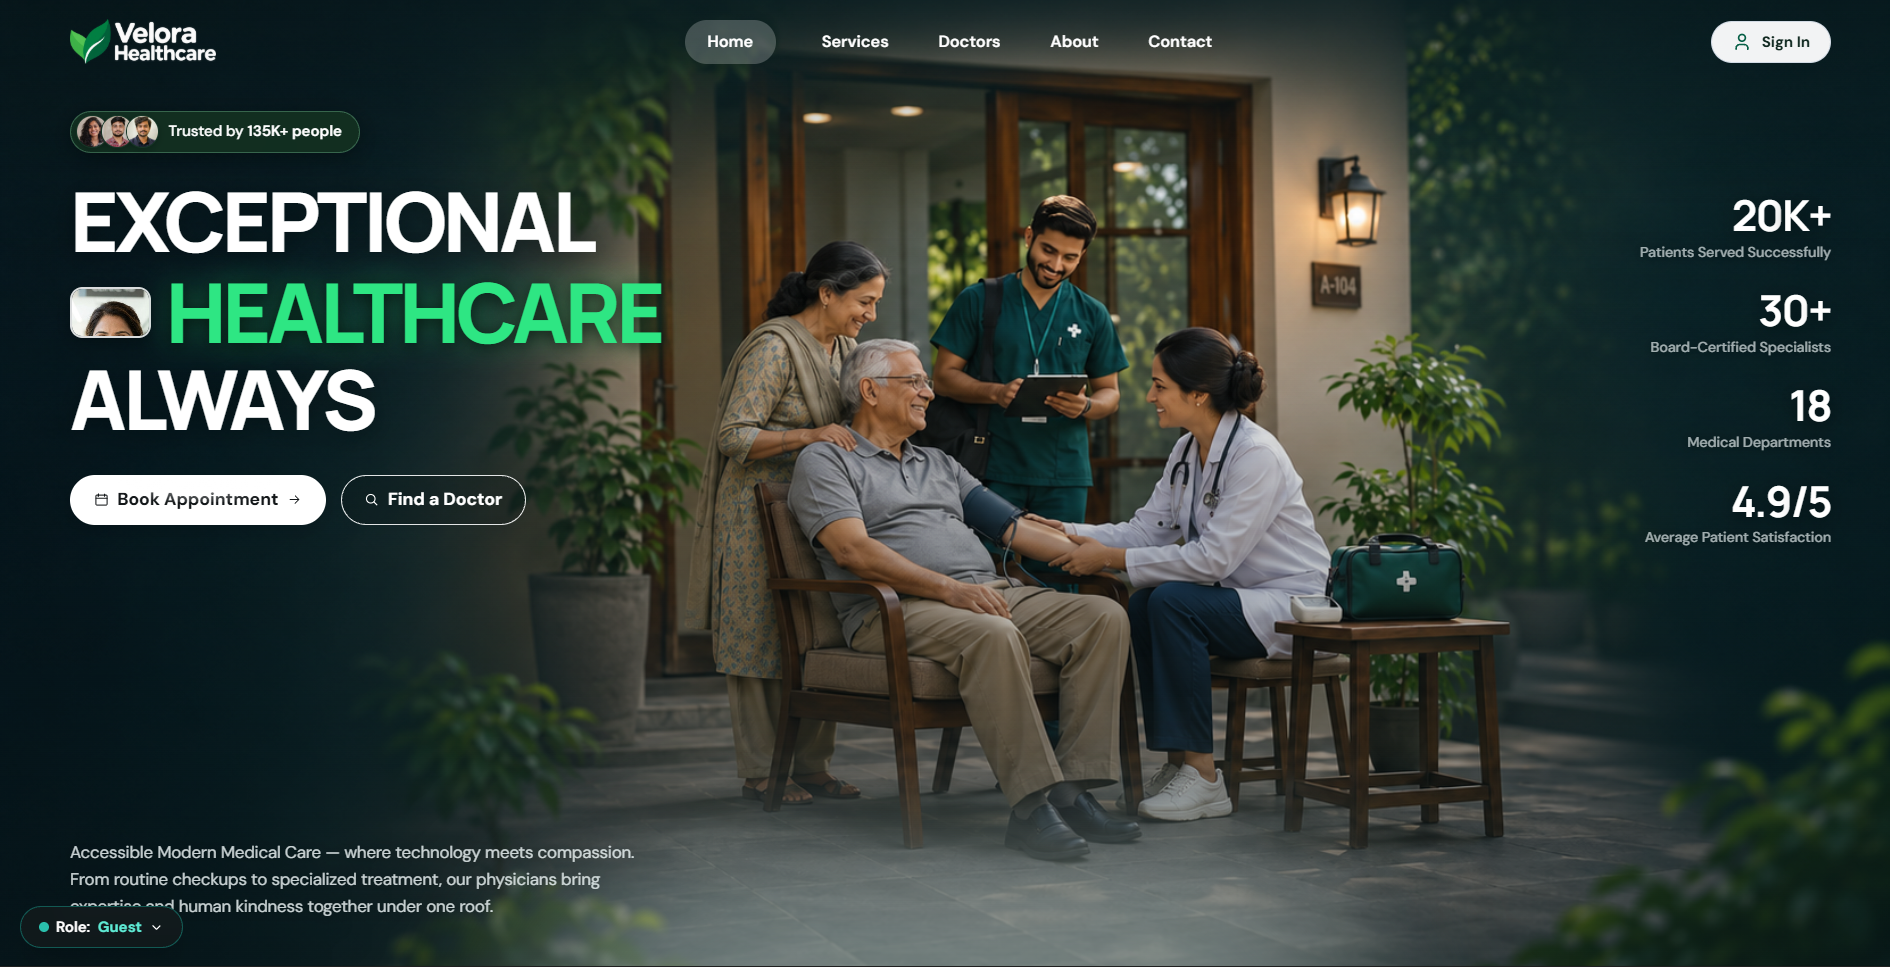 Velora
Healthcare
Home
Services
Doctors
About
Contact
Sign In
Trusted by 135K+ people
EXCEPTIONAL
HEALTHCARE
ALWAYS
Book Appointment
Find a Doctor
20K+
Patients Served Successfully
30+
Board-Certified Specialists
18
Medical Departments
4.9/5
Average Patient Satisfaction
A-104
Accessible Modern Medical Care — where technology meets compassion.
From routine checkups to specialized treatment, our physicians bring
expertise and human kindness together under one roof.
Role: Guest